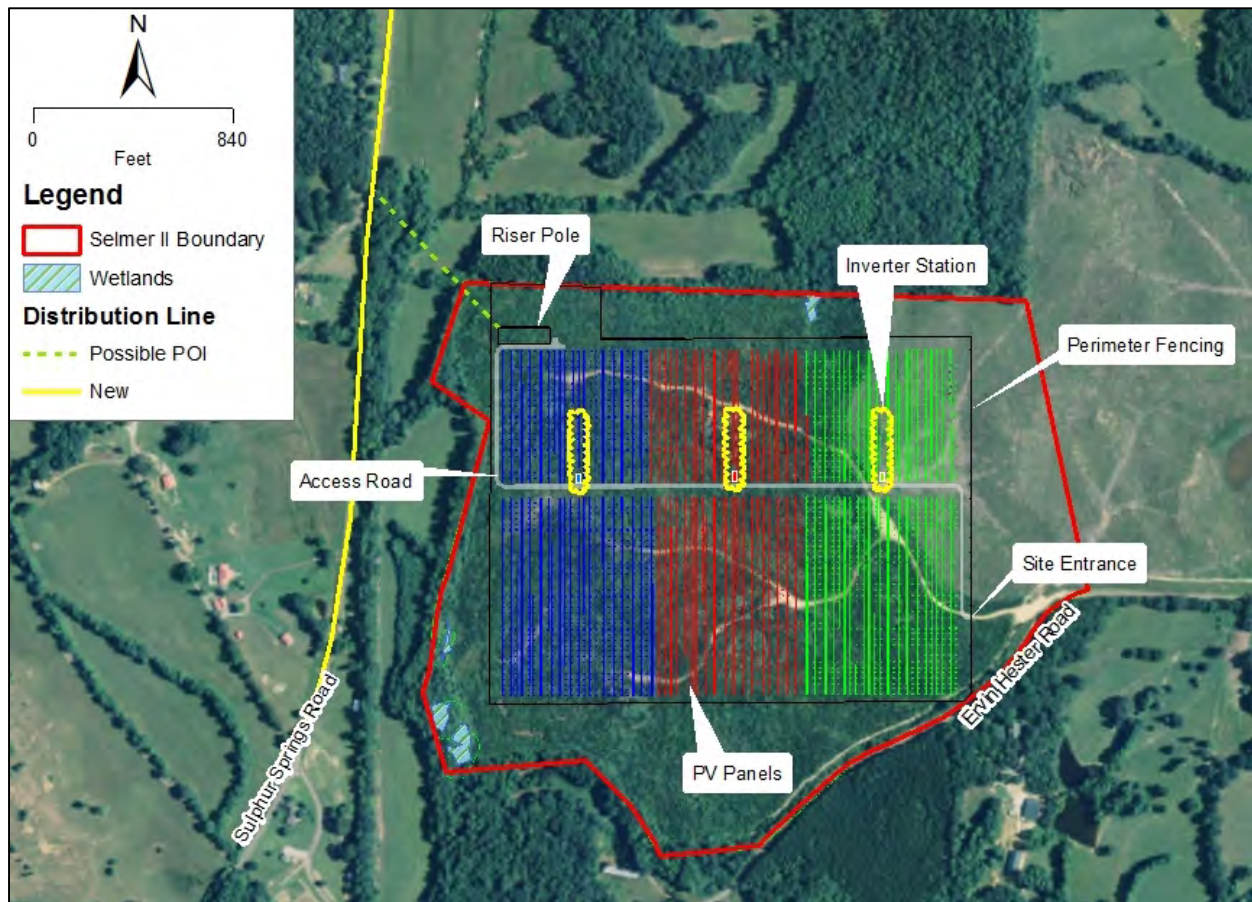 N
0 840
Feet
Legend
Selmer II Boundary
Wetlands
Distribution Line
Possible POI
New
Riser Pole
Inverter Station
Perimeter Fencing
Access Road
Site Entrance
Ervin Hester Road
PV Panels
Sulphur Springs Road